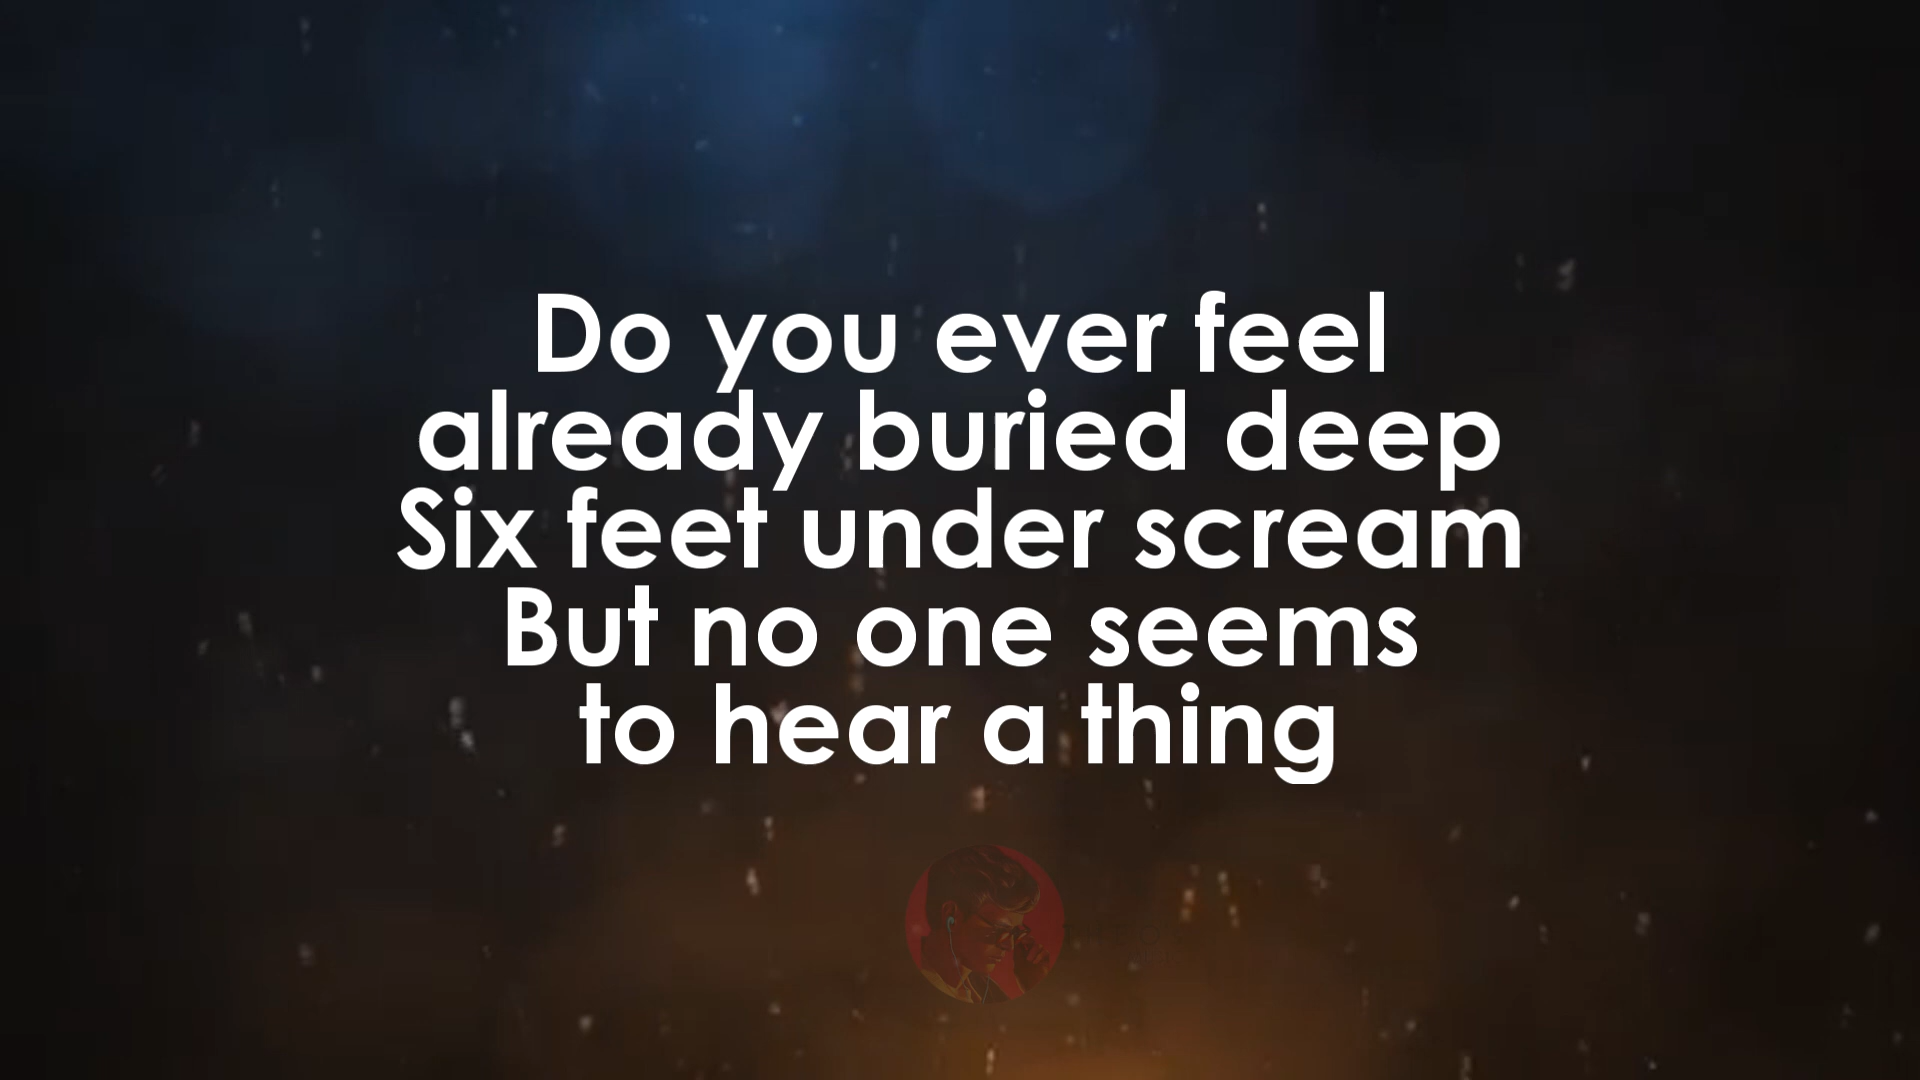 Do you ever feel
already buried deep
Six feet under scream
But no one seems
to hear a thing